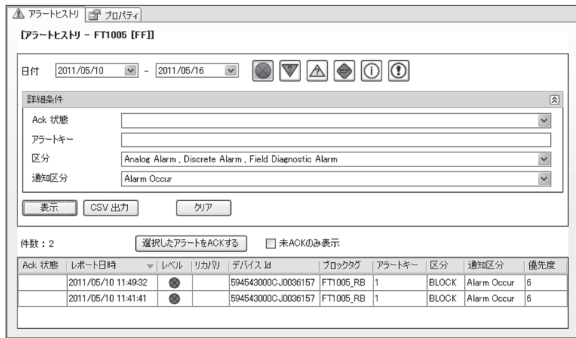 アラートヒストリ プロパティ
[アラートヒストリ - FT1005 [FF]]
日付 2011/05/10 - 2011/05/16
詳細条件
Ack 状態
アラートキー
区分 Analog Alarm , Discrete Alarm , Field Diagnostic Alarm
通知区分 Alarm Occur
表示 CSV 出力 クリア
件数 : 2 選択したアラートをACKする 未ACKのみ表示
Ack 状態 レポート日時 レベル リカバリ デバイス Id ブロックタグ アラートキー 区分 通知区分 優先度
2011/05/10 11:49:32 594543000CJ0036157 FT1005_RB 1 BLOCK Alarm Occur 6
2011/05/10 11:41:41 594543000CJ0036157 FT1005_RB 1 BLOCK Alarm Occur 6